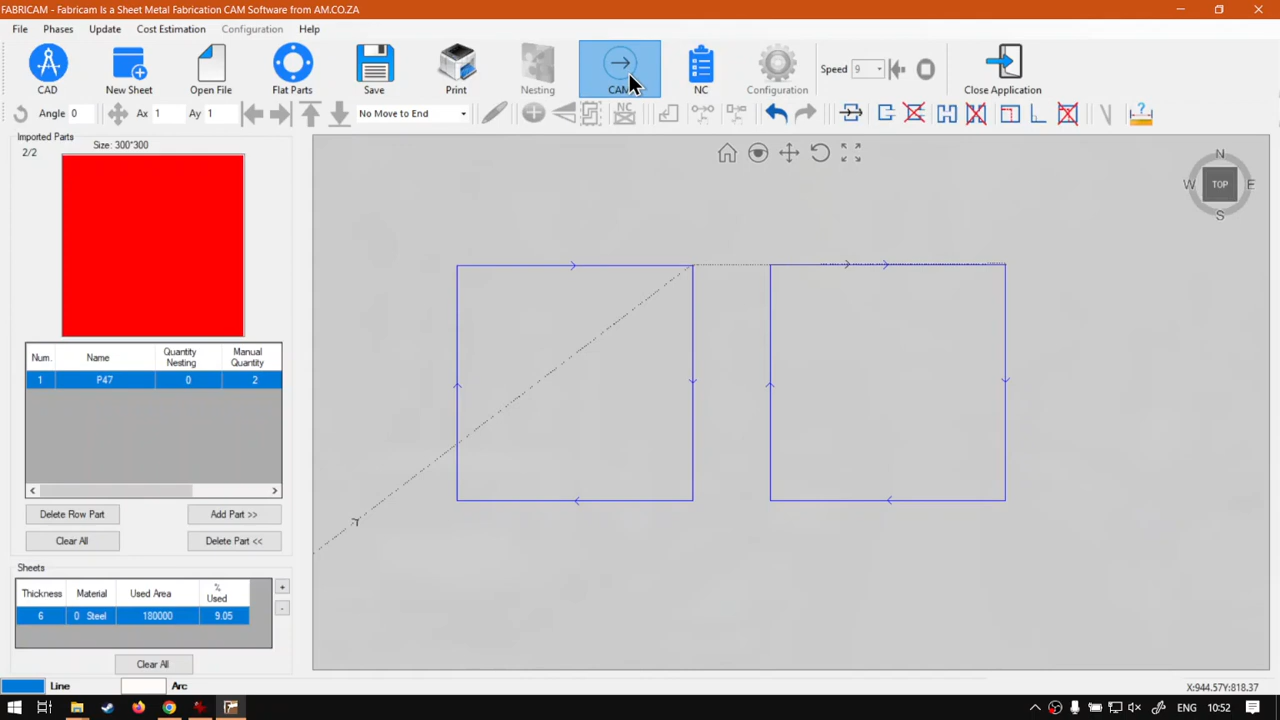 FABRICAM - Fabricam Is a Sheet Metal Fabrication CAM Software from AM.CO.ZA
File Phases Update Cost Estimation Configuration Help
CAD New Sheet Open File Flat Parts Save Print Nesting CAM NC Configuration Speed 9 Close Application
Angle 0 Ax 1 Ay 1 No Move to End NC
Imported Parts
2/2 Size: 300*300
N
W TOP E
S
Num. Name Quantity Nesting Manual Quantity
1 P47 0 2
Delete Row Part Add Part >>
Clear All Delete Part <<
Sheets
Thickness Material Used Area % Used
6 0 Steel 180000 9.05
+
-
Clear All
Line Arc X:944.57Y:818.37
ENG 10:52